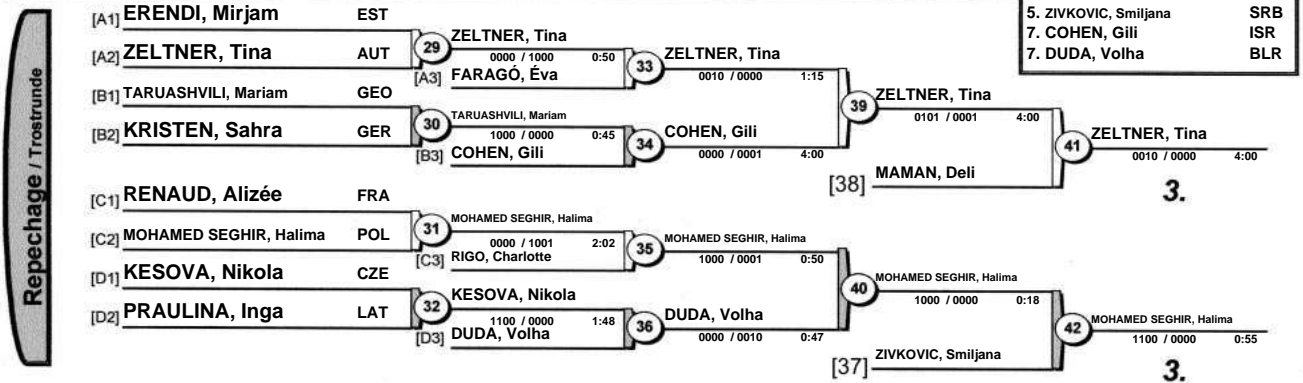 5. ZIVKOVIC, Smiljana SRB
7. COHEN, Gili ISR
7. DUDA, Volha BLR
Repechage / Trostrunde
[A1] ERENDI, Mirjam EST
[A2] ZELTNER, Tina AUT
29 ZELTNER, Tina
0000 / 1000 0:50
[A3] FARAGÓ, Éva
33 ZELTNER, Tina
0010 / 0000 1:15
[B1] TARUASHVILI, Mariam GEO
[B2] KRISTEN, Sahra GER
30 TARUASHVILI, Mariam
1000 / 0000 0:45
[B3] COHEN, Gili
34 COHEN, Gili
0000 / 0001 4:00
39 ZELTNER, Tina
0101 / 0001 4:00
[38] MAMAN, Deli
41 ZELTNER, Tina
0010 / 0000 4:00
3.
[C1] RENAUD, Alizée FRA
[C2] MOHAMED SEGHIR, Halima POL
31 MOHAMED SEGHIR, Halima
0000 / 1001 2:02
[C3] RIGO, Charlotte
35 MOHAMED SEGHIR, Halima
1000 / 0001 0:50
[D1] KESOVA, Nikola CZE
[D2] PRAULINA, Inga LAT
32 KESOVA, Nikola
1100 / 0000 1:48
[D3] DUDA, Volha
36 DUDA, Volha
0000 / 0010 0:47
40 MOHAMED SEGHIR, Halima
1000 / 0000 0:18
[37] ZIVKOVIC, Smiljana
42 MOHAMED SEGHIR, Halima
1100 / 0000 0:55
3.